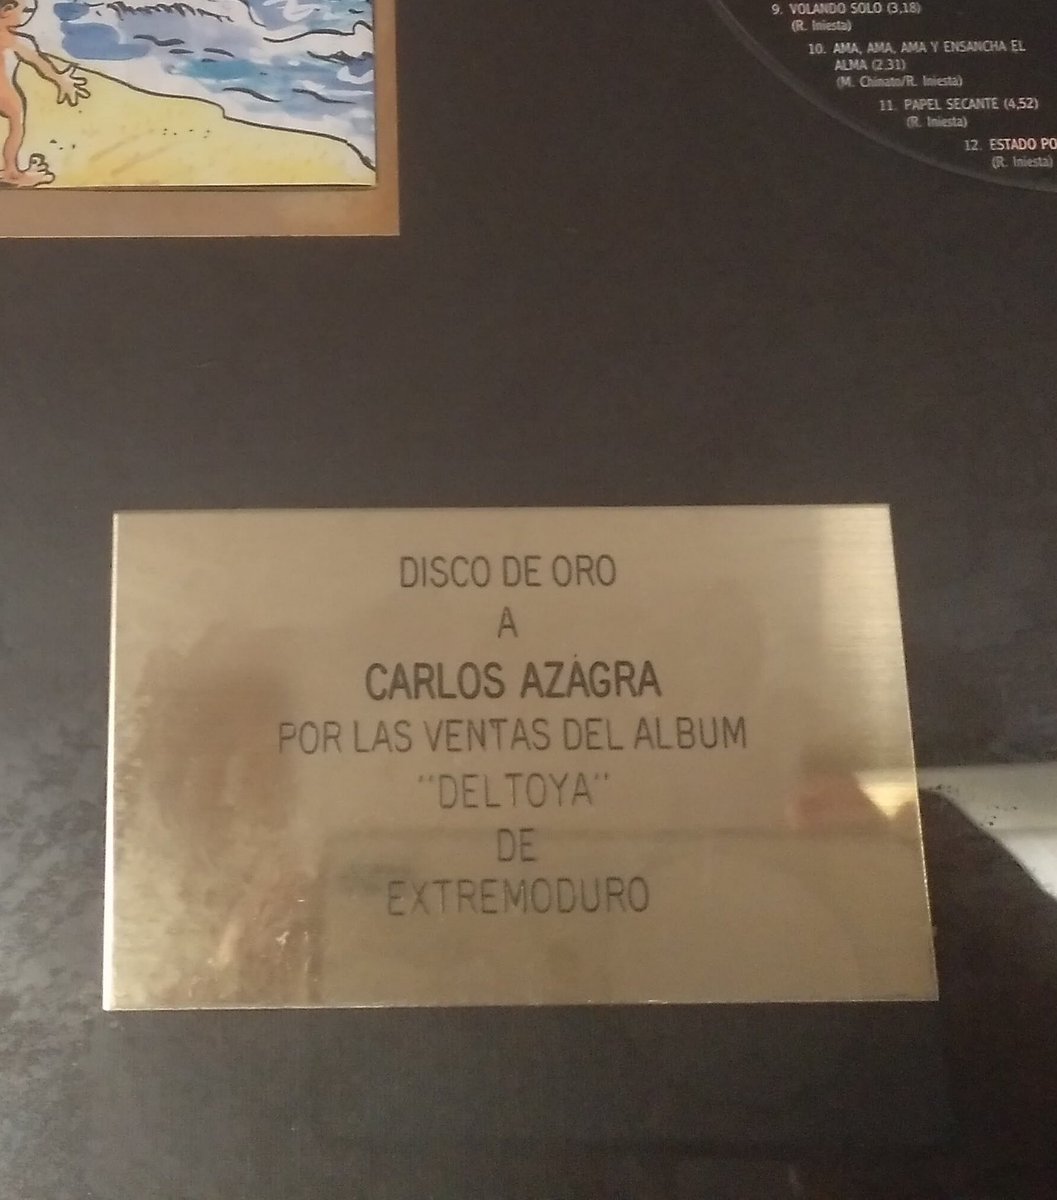 9. VOLANDO SOLO (3,18)
(R. Iniesta)
10. AMA, AMA, AMA Y ENSANCHA EL
ALMA (2,31)
(M. Chinato/R. Iniesta)
11. PAPEL SECANTE (4,52)
(R. Iniesta)
12. ESTADO PO
(R. Iniesta)
DISCO DE ORO
A
CARLOS AZÁGRA
POR LAS VENTAS DEL ALBUM
"DELTOYA"
DE
EXTREMODURO